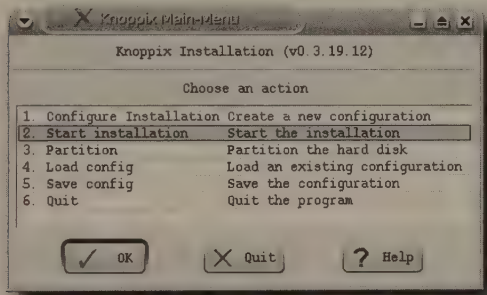 Knoppix Main-Menu
Knoppix Installation (v0.3.19.12)
Choose an action
1. Configure Installation Create a new configuration
2. Start installation Start the installation
3. Partition Partition the hard disk
4. Load config Load an existing configuration
5. Save config Save the configuration
6. Quit Quit the program
OK Quit Help